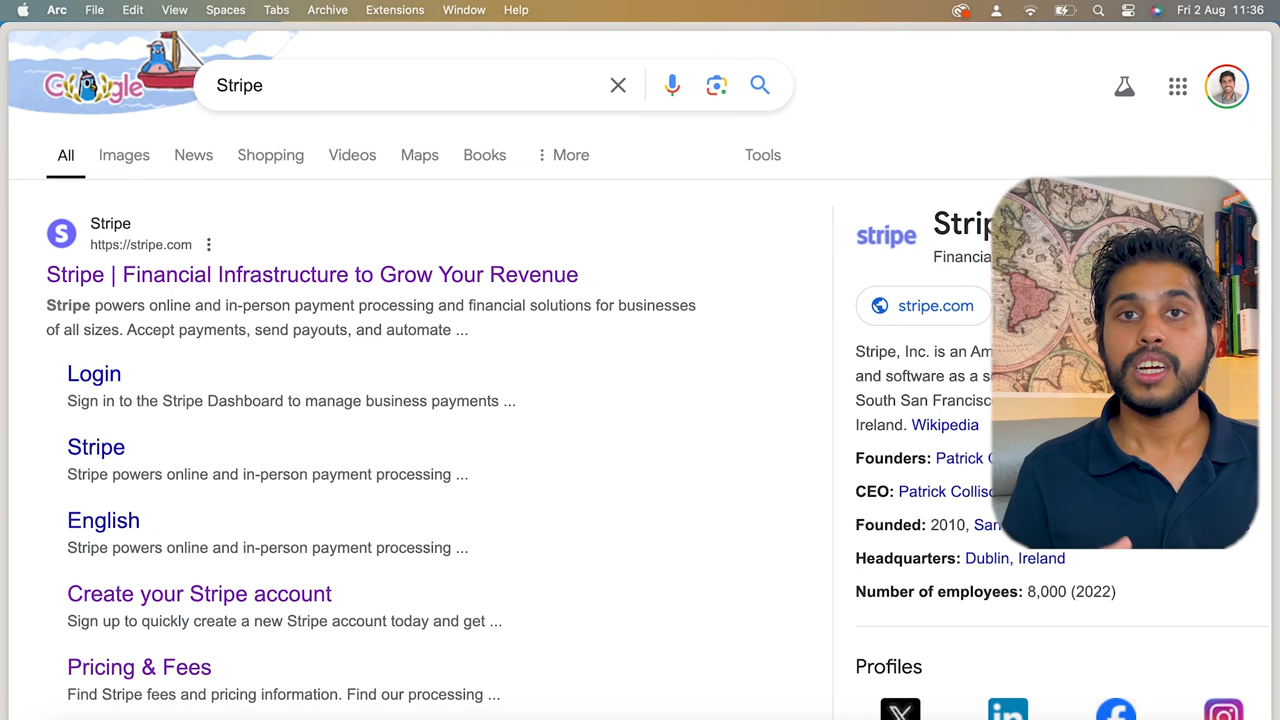 Arc File Edit View Spaces Tabs Archive Extensions Window Help Fri 2 Aug 11:36
Google
Stripe
All Images News Shopping Videos Maps Books More Tools
S
Stripe
https://stripe.com
Stripe | Financial Infrastructure to Grow Your Revenue
Stripe powers online and in-person payment processing and financial solutions for businesses
of all sizes. Accept payments, send payouts, and automate ...
Login
Sign in to the Stripe Dashboard to manage business payments ...
Stripe
Stripe powers online and in-person payment processing ...
English
Stripe powers online and in-person payment processing ...
Create your Stripe account
Sign up to quickly create a new Stripe account today and get ...
Pricing & Fees
Find Stripe fees and pricing information. Find our processing ...
stripe
stripe.com
Stripe, Inc. is an
and software as a
South San
Ireland. Wikipedia
Founders: Patrick
CEO: Patrick
Founded: 2010,
Headquarters: Dublin, Ireland
Number of employees: 8,000 (2022)
Profiles
X in f